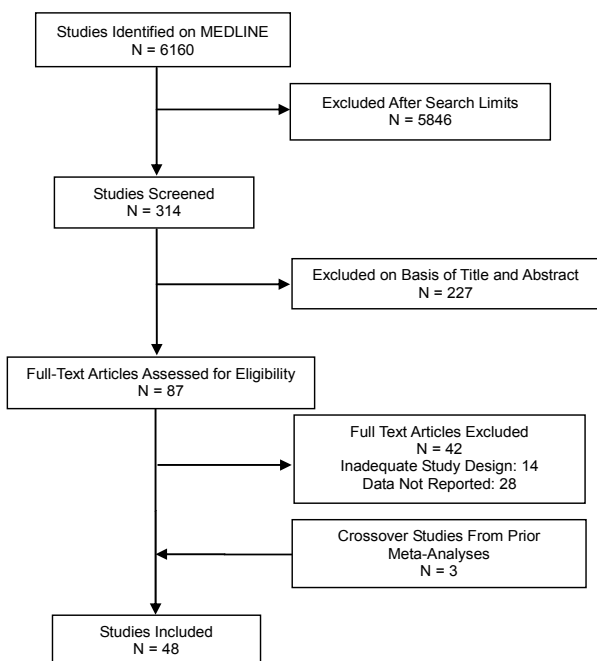 Studies Identified on MEDLINE
N = 6160
Excluded After Search Limits
N = 5846
Studies Screened
N = 314
Excluded on Basis of Title and Abstract
N = 227
Full-Text Articles Assessed for Eligibility
N = 87
Full Text Articles Excluded
N = 42
Inadequate Study Design: 14
Data Not Reported: 28
Crossover Studies From Prior
Meta-Analyses
N = 3
Studies Included
N = 48